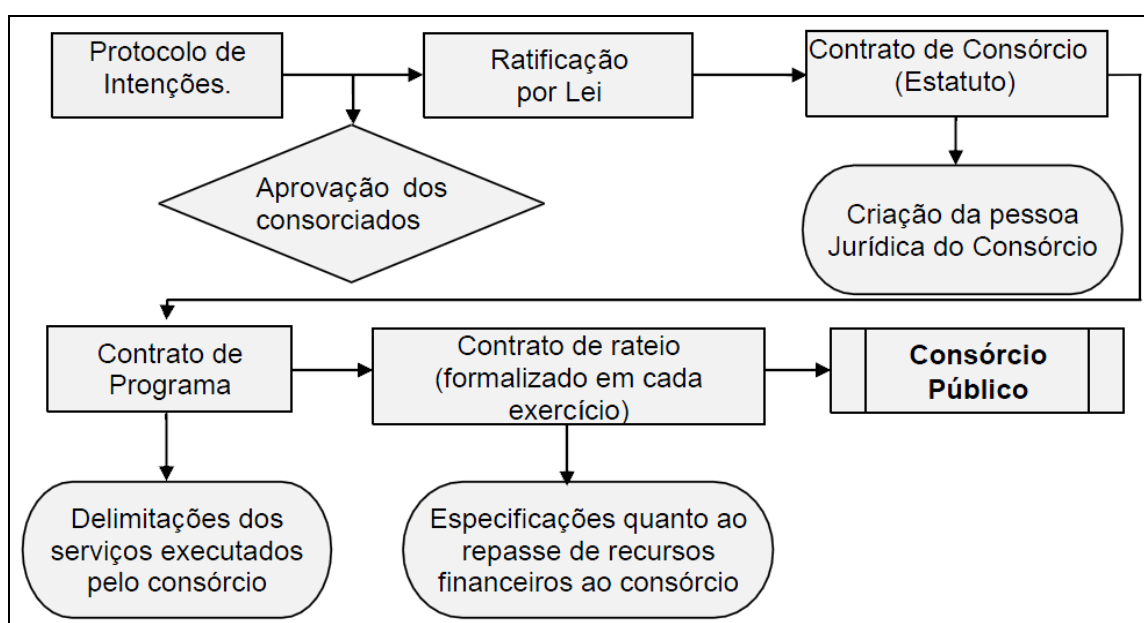 Protocolo de
Intenções.
Ratificação
por Lei
Contrato de Consórcio
(Estatuto)
Aprovação dos
consorciados
Criação da pessoa
Jurídica do Consórcio
Contrato de
Programa
Contrato de rateio
(formalizado em cada
exercício)
Consórcio
Público
Delimitações dos
serviços executados
pelo consórcio
Especificações quanto ao
repasse de recursos
financeiros ao consórcio